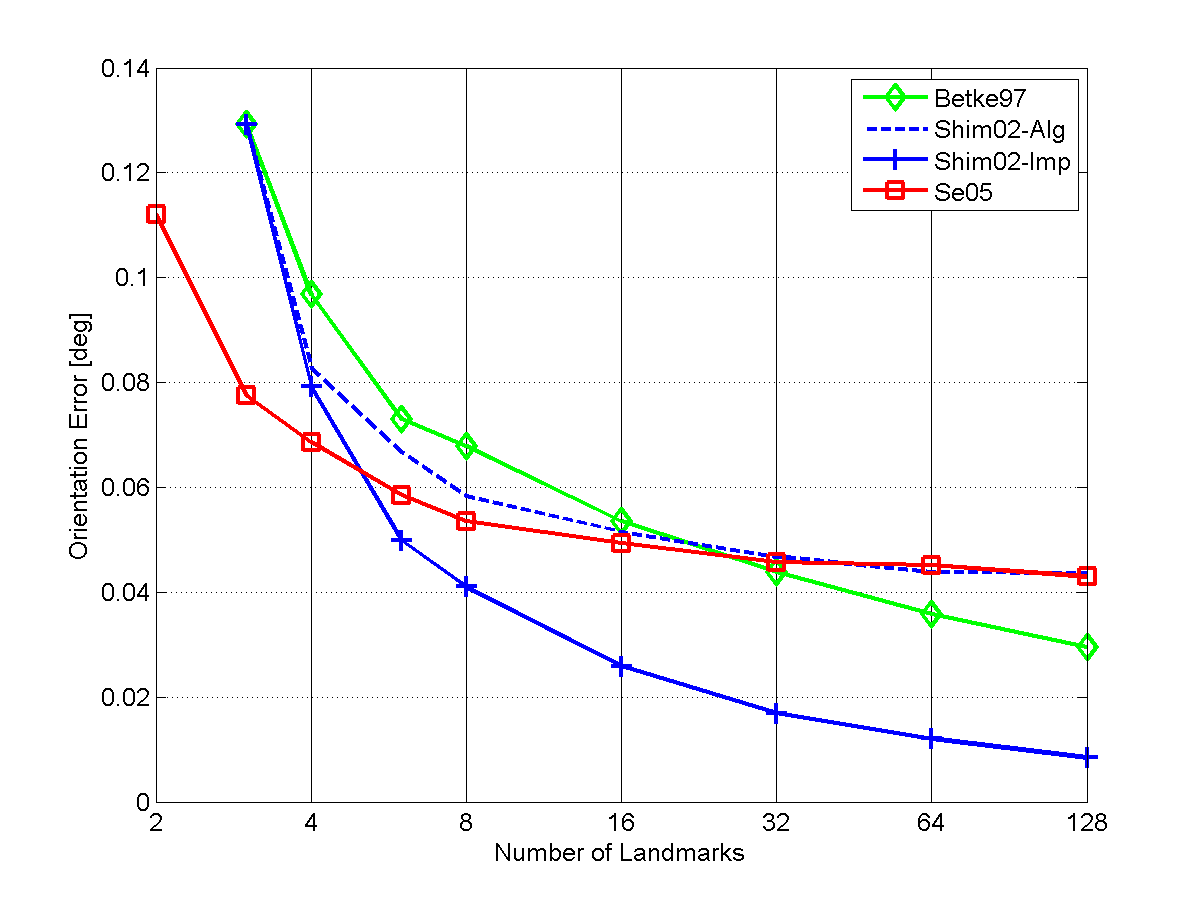 0.14
0.12
0.1
0.08
0.06
0.04
0.02
0
Orientation Error [deg]
2 4 8 16 32 64 128
Number of Landmarks
Betke97
Shim02-Alg
Shim02-Imp
Se05